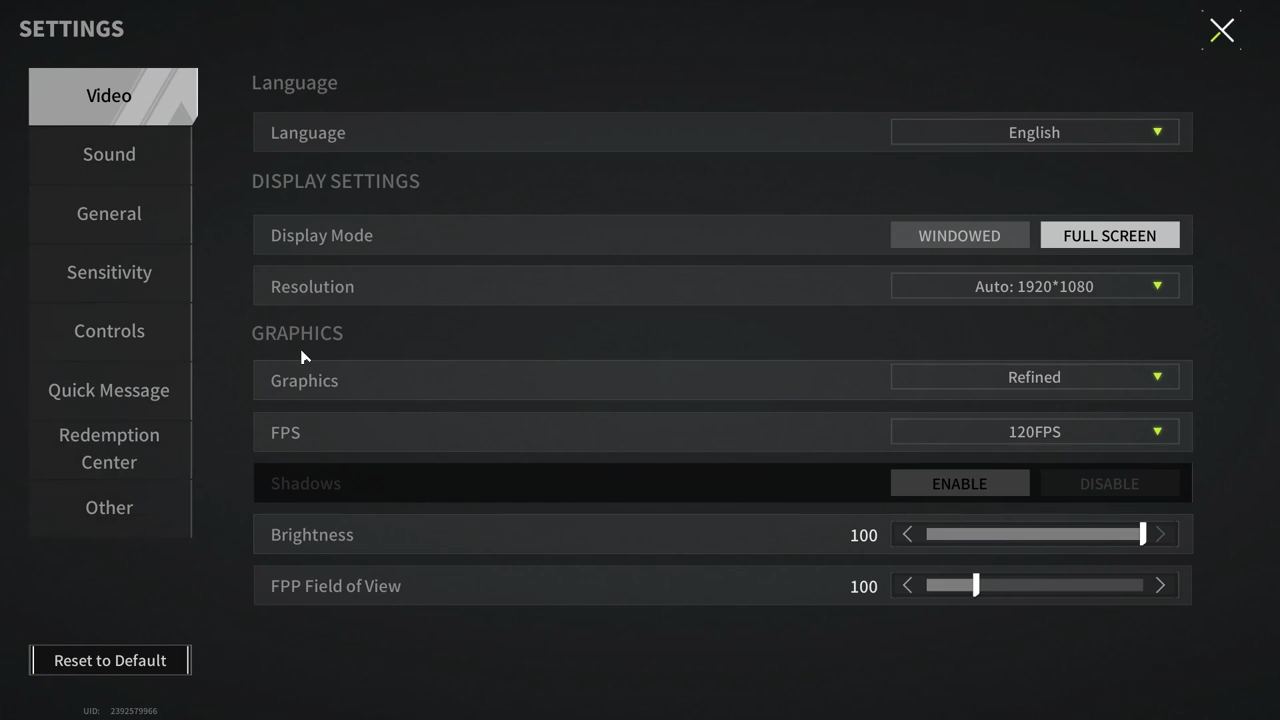 SETTINGS
Video
Sound
General
Sensitivity
Controls
Quick Message
Redemption
Center
Other
Reset to Default
UID: 2392579966
Language
Language English
DISPLAY SETTINGS
Display Mode WINDOWED FULL SCREEN
Resolution Auto: 1920*1080
GRAPHICS
Graphics Refined
FPS 120FPS
Shadows ENABLE DISABLE
Brightness 100
FPP Field of View 100